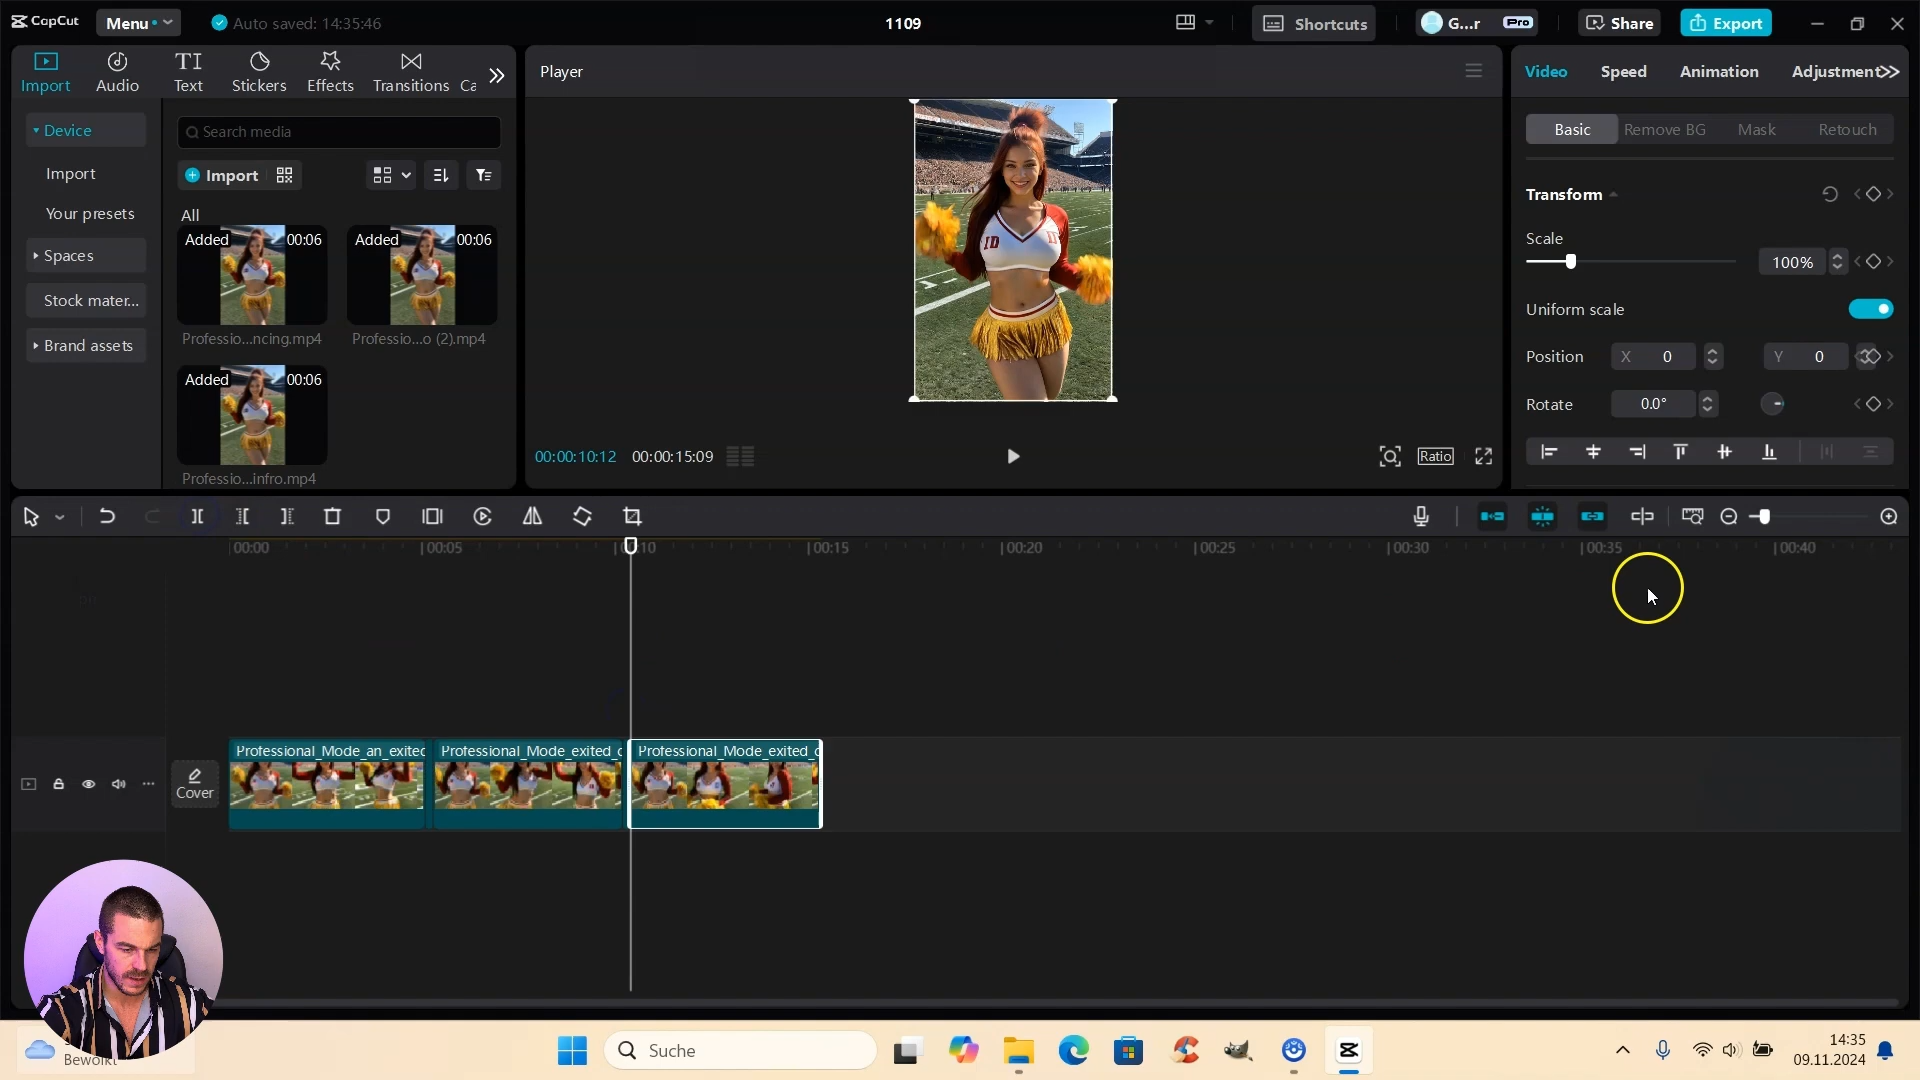 CapCut
Menu
Auto saved: 14:35:46
1109
Shortcuts
G...r
Pro
Share
Export
Import
Audio
TI
Text
Stickers
Effects
Transitions
Ca
Player
Video
Speed
Animation
Adjustment
Device
Import
Your presets
Spaces
Stock mater...
Brand assets
Search media
Import
All
Added 00:06
Added 00:06
Professio...ncing.mp4
Professio...o (2).mp4
Added 00:06
Professio...infro.mp4
ID
00:00:10:12
00:00:15:09
Ratio
Basic
Remove BG
Mask
Retouch
Transform
Scale
100%
Uniform scale
Position
X 0
Y 0
Rotate
0.0°
00:00
00:05
00:10
00:15
00:20
00:25
00:30
00:35
00:40
Cover
Professional_Mode_an_exited
Professional_Mode_exited_c
Professional_Mode_exited_c
Bewölkt
Suche
14:35
09.11.2024